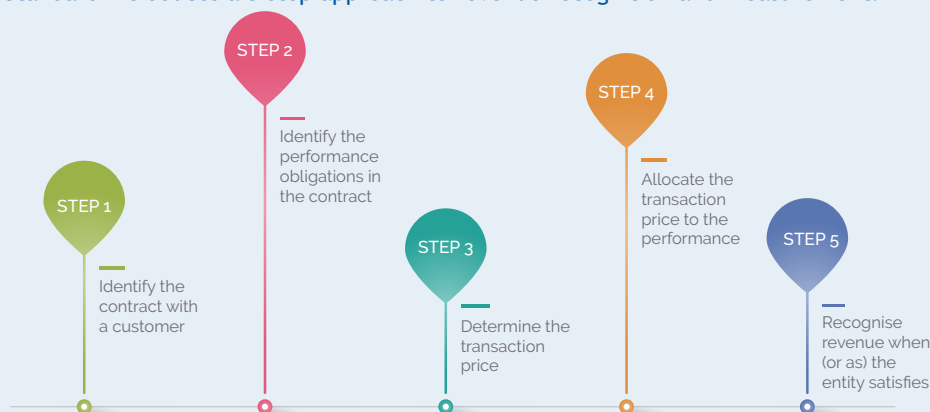 STEP 1
Identify the
contract with
a customer
STEP 2
Identify the
performance
obligations in
the contract
STEP 3
Determine the
transaction
price
STEP 4
Allocate the
transaction
price to the
performance
STEP 5
Recognise
revenue when
(or as) the
entity satisfies